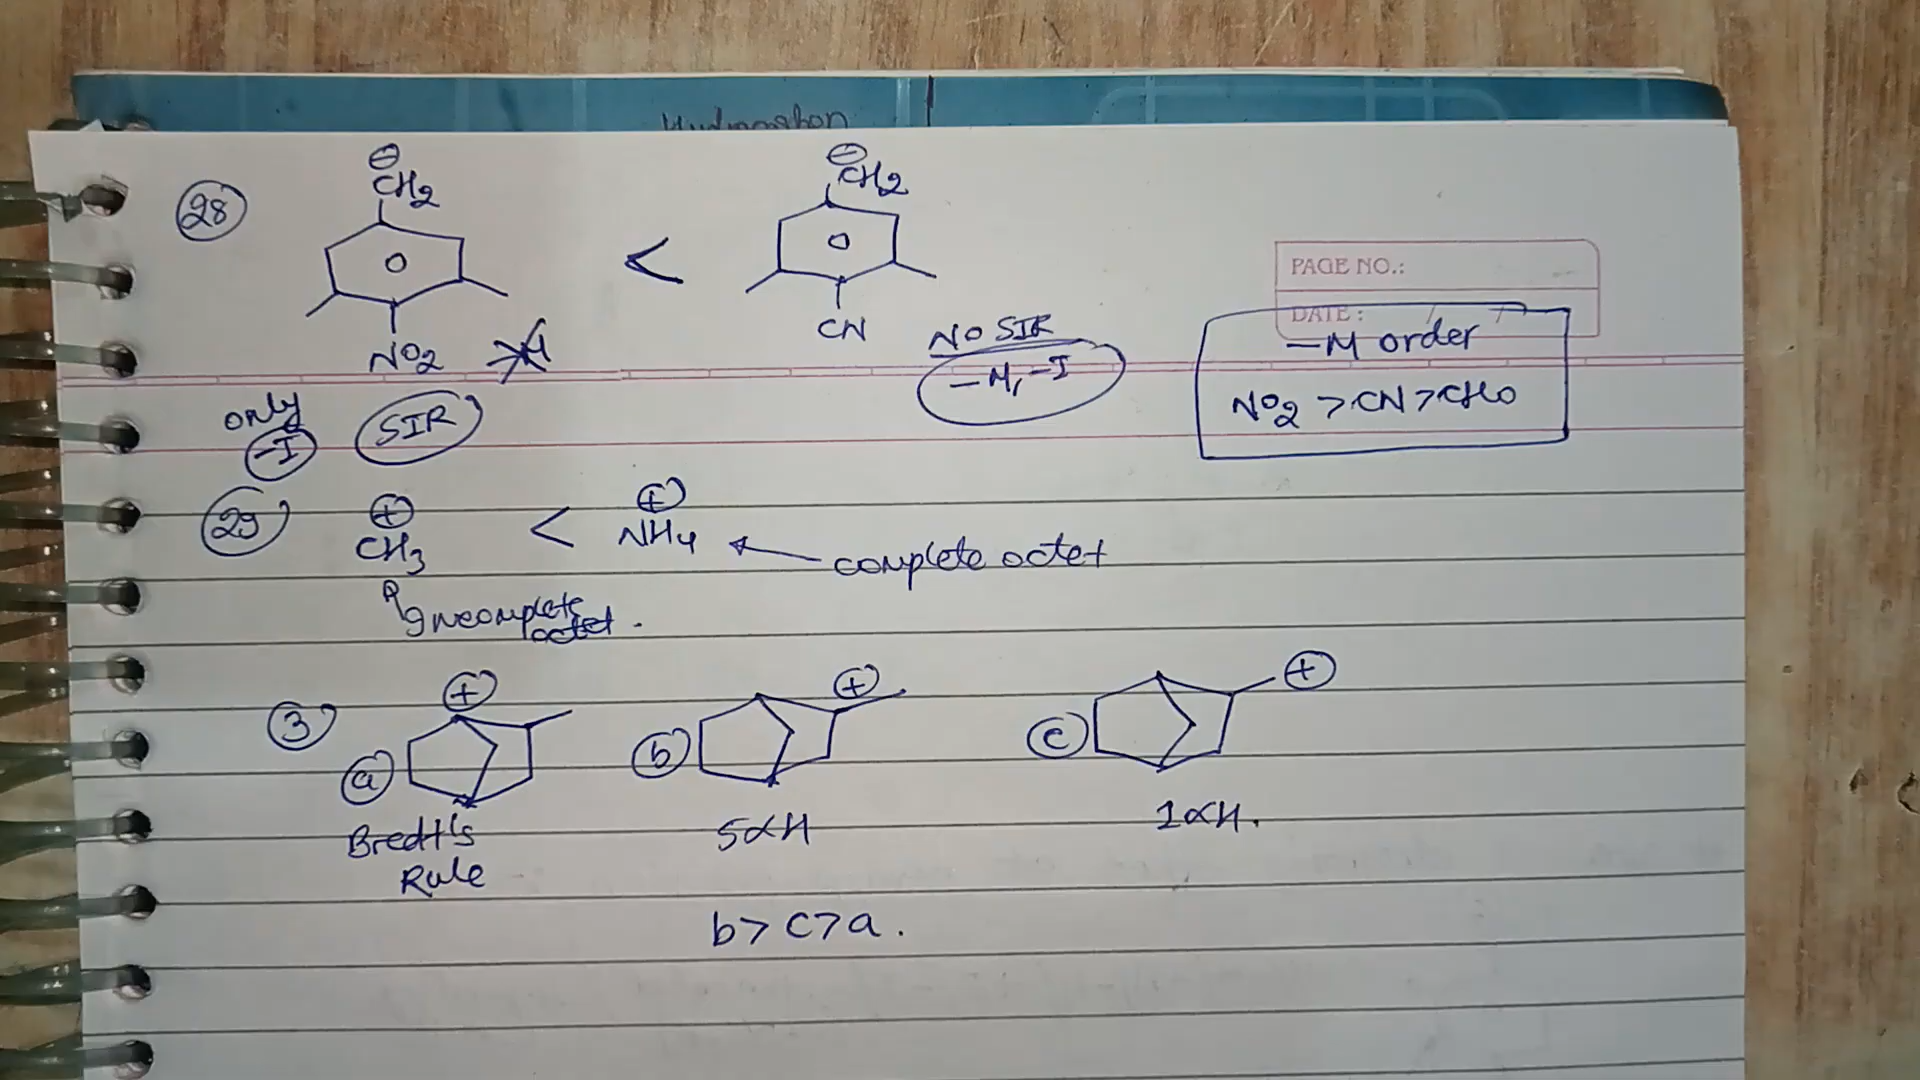 Hydrocarbon
28
⊖
CH2
NO2
<
⊖
CH2
CN
NO SIR
-M, -I
only
-I
SIR
PAGE NO.:
DATE :
-M order
NO2 > CN > CHO
29
⊕
CH3
<
⊕
NH4
complete octet
Incomplete
octet.
3
a
⊕
Bredt's
Rule
b
⊕
5αH
c
⊕
1αH.
b > c > a.